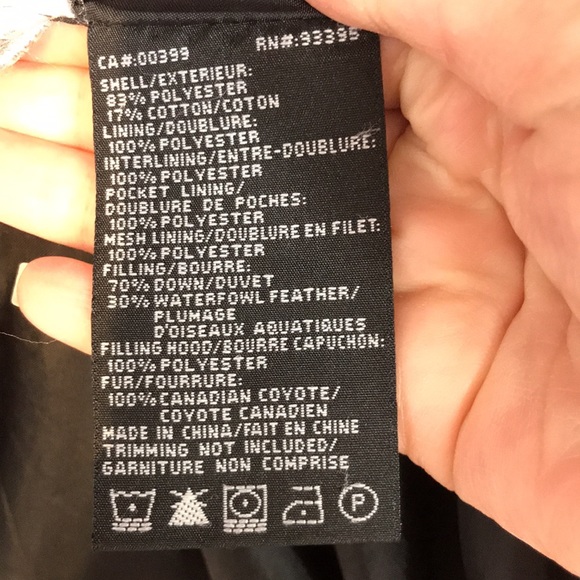 CA#:00399 RN#:93395
SHELL/EXTERIEUR:
83% POLYESTER
17% COTTON/COTON
LINING/DOUBLURE:
100% POLYESTER
INTERLINING/ENTRE-DOUBLURE:
100% POLYESTER
POCKET LINING/
DOUBLURE DE POCHES:
100% POLYESTER
MESH LINING/DOUBLURE EN FILET:
100% POLYESTER
FILLING/BOURRE:
70% DOWN/DUVET
30% WATERFOWL FEATHER/
PLUMAGE
D'OISEAUX AQUATIQUES
FILLING HOOD/BOURRE CAPUCHON:
100% POLYESTER
FUR/FOURRURE:
100% CANADIAN COYOTE/
COYOTE CANADIEN
MADE IN CHINA/FAIT EN CHINE
TRIMMING NOT INCLUDED/
GARNITURE NON COMPRISE
P